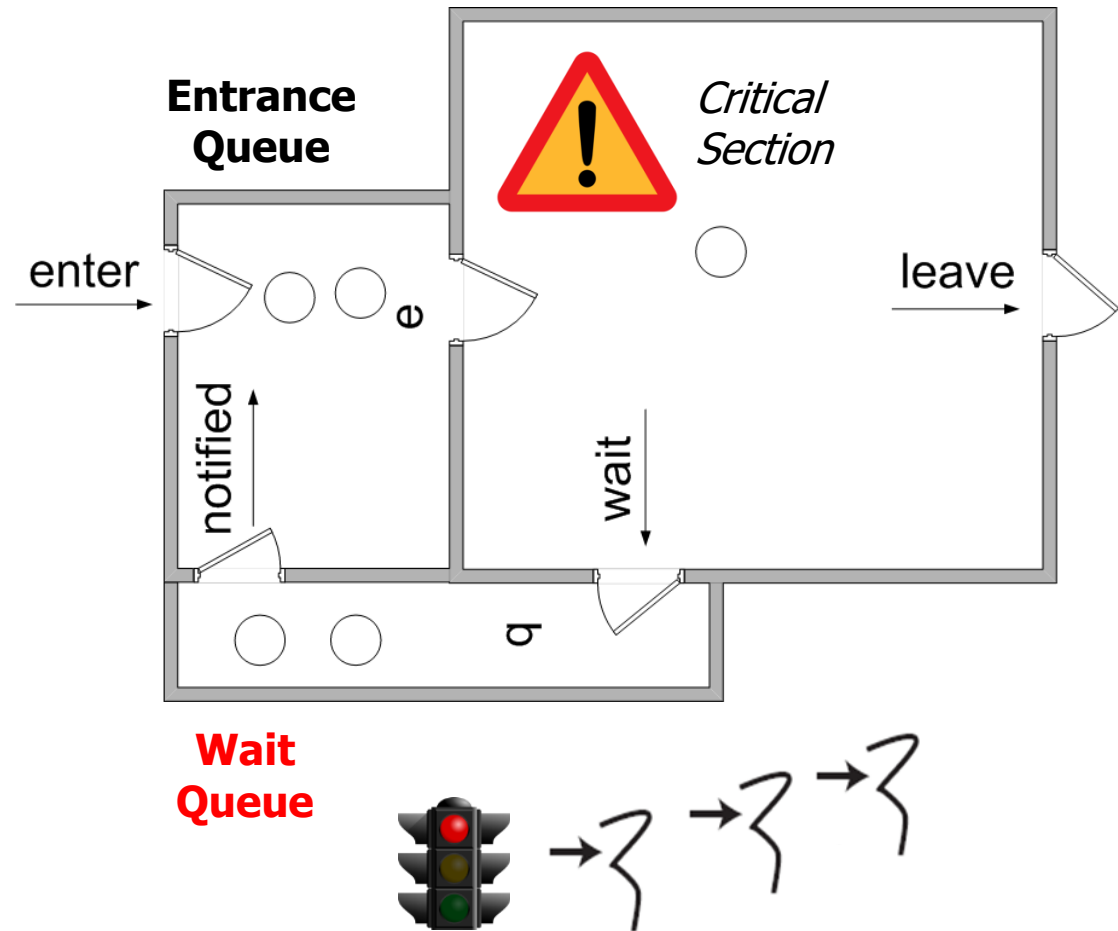 Entrance
Queue
Critical
Section
enter
leave
e
notified
wait
q
Wait
Queue